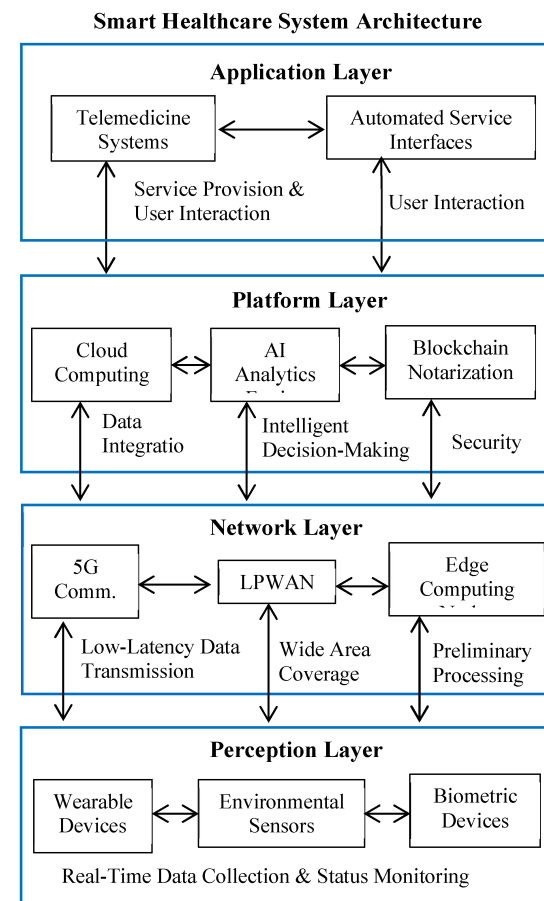 Smart Healthcare System Architecture
Application Layer
Telemedicine
Systems
Automated Service
Interfaces
Service Provision &
User Interaction
User Interaction
Platform Layer
Cloud
Computing
AI
Analytics
Blockchain
Notarization
Data
Integratio
Intelligent
Decision-Making
Security
Network Layer
5G
Comm.
LPWAN
Edge
Computing
Low-Latency Data
Transmission
Wide Area
Coverage
Preliminary
Processing
Perception Layer
Wearable
Devices
Environmental
Sensors
Biometric
Devices
Real-Time Data Collection & Status Monitoring